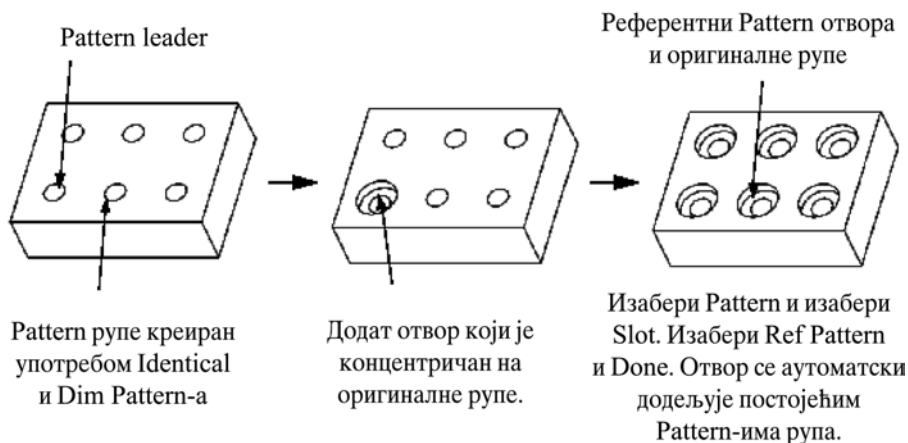 Pattern leader
Референтни Pattern отвора
и оригиналне рупе
Pattern рупе креиран
употребом Identical
и Dim Pattern-a
Додат отвор који је
концентричан на
оригиналне рупе.
Изабери Pattern и изабери
Slot. Изабери Ref Pattern
и Done. Отвор се аутоматски
додељује постојећим
Pattern-има рупа.